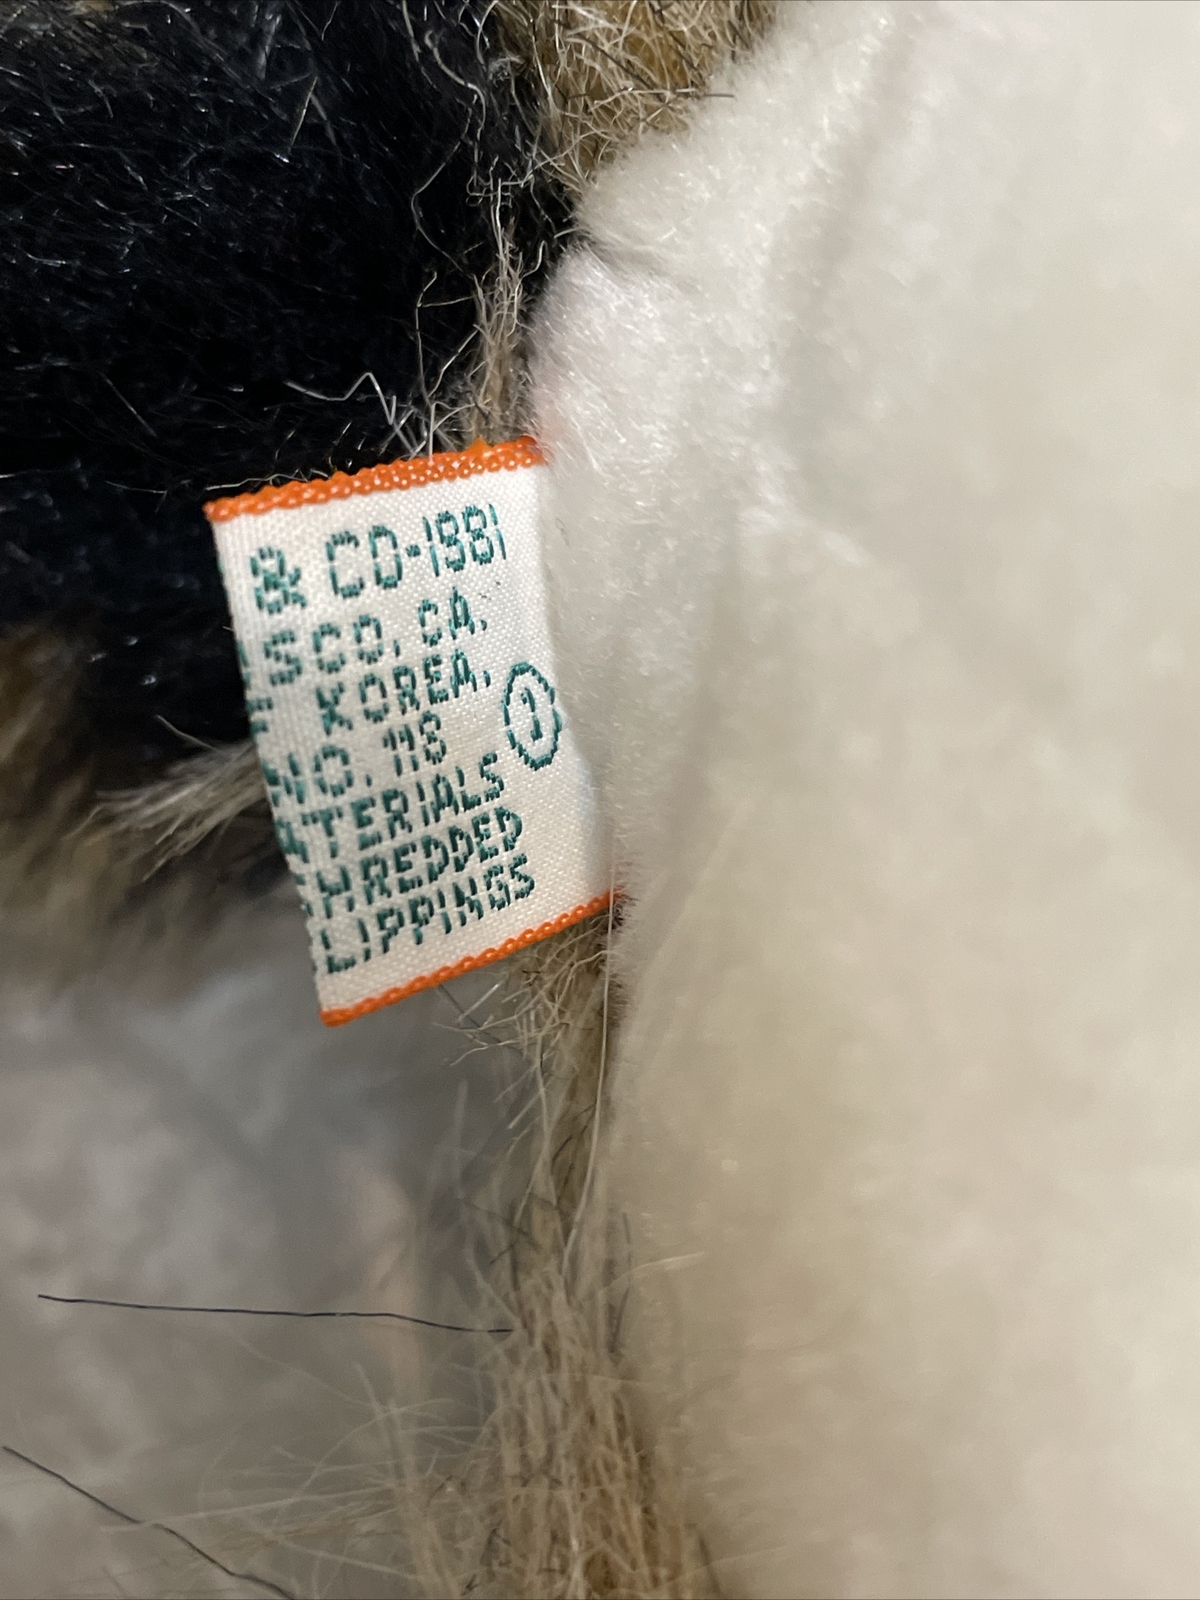 & CO-1981
SCO, CA.
KOREA.
NO. 118
①
ATERIALS
HREDDED
LIPPINGS